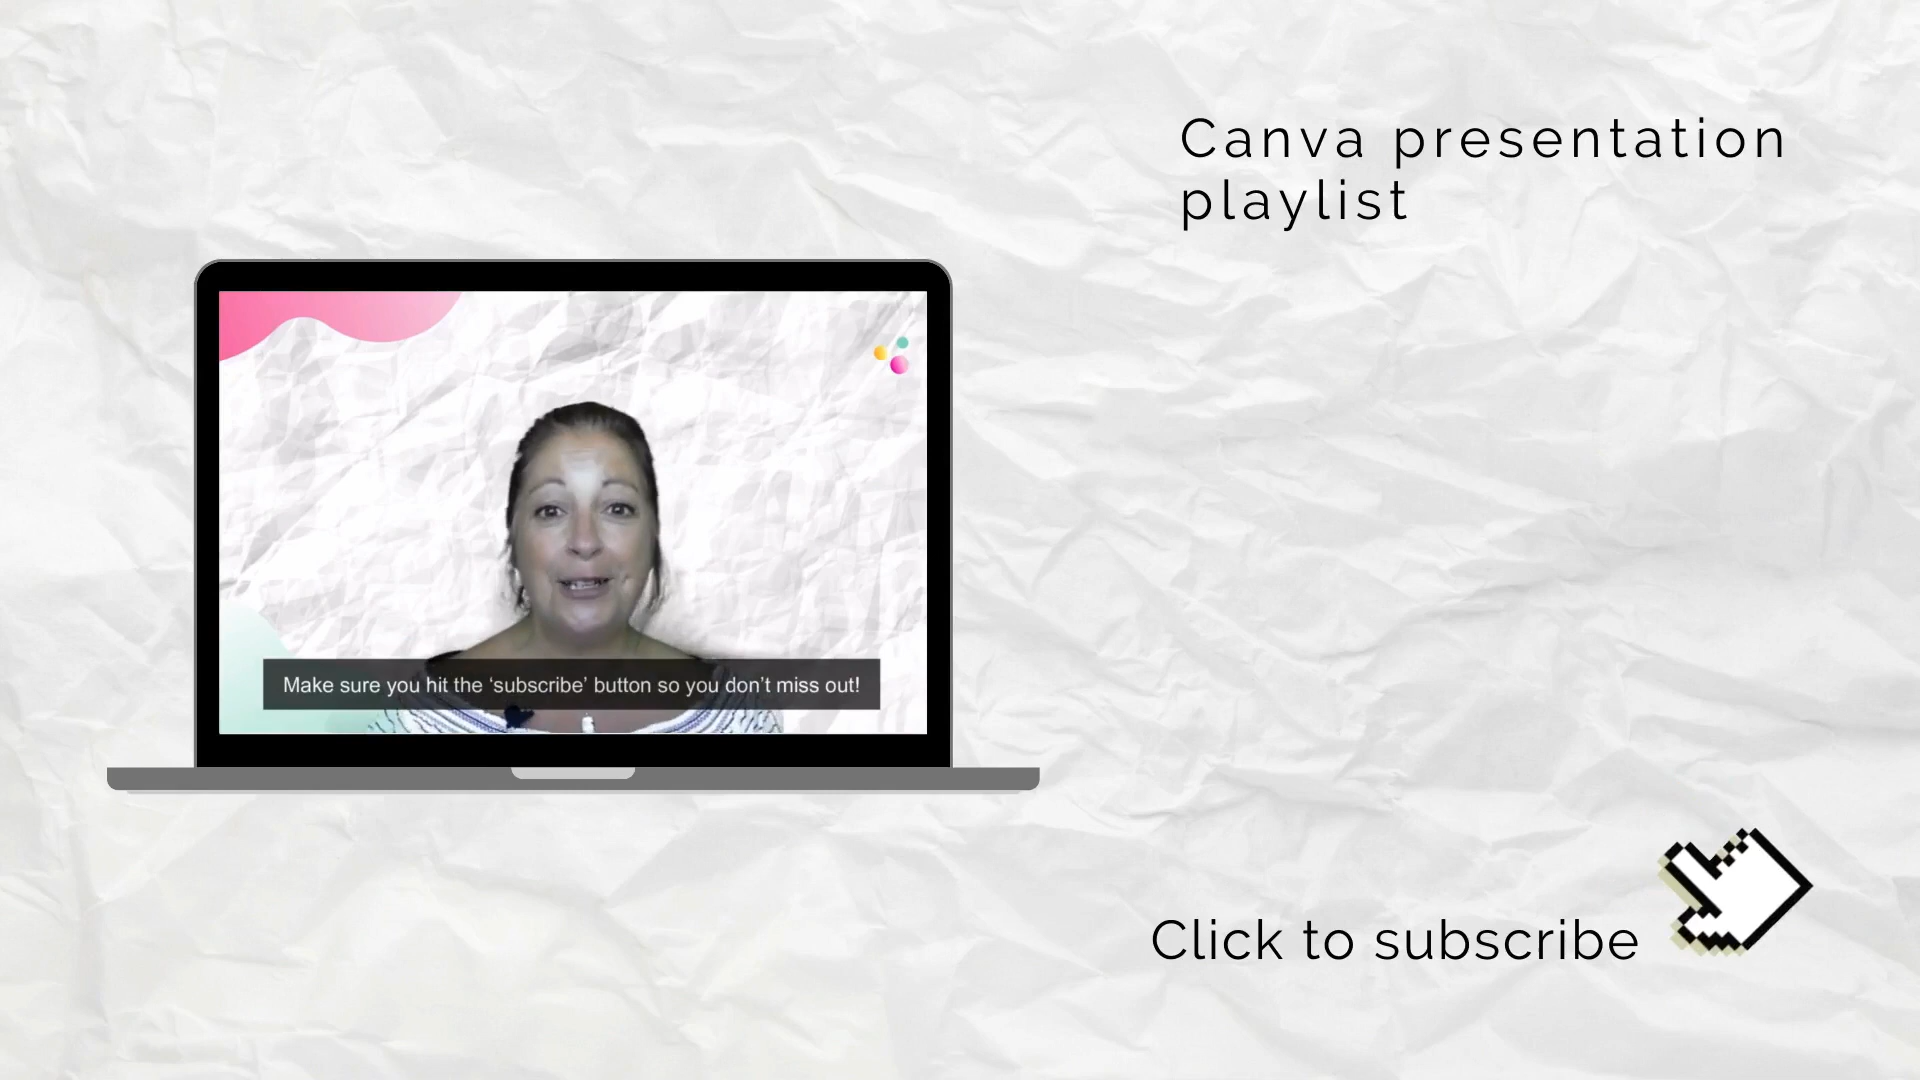 Canva presentation
playlist
Make sure you hit the ‘subscribe’ button so you don’t miss out!
Click to subscribe